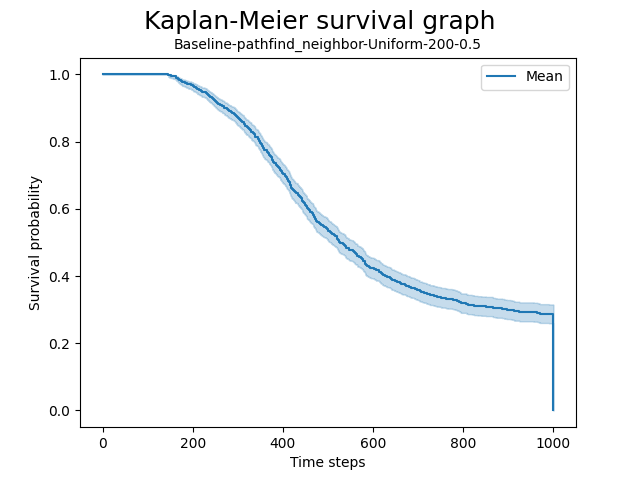 Kaplan-Meier survival graph
Baseline-pathfind_neighbor-Uniform-200-0.5
Mean
Survival probability
1.0
0.8
0.6
0.4
0.2
0.0
0 200 400 600 800 1000
Time steps